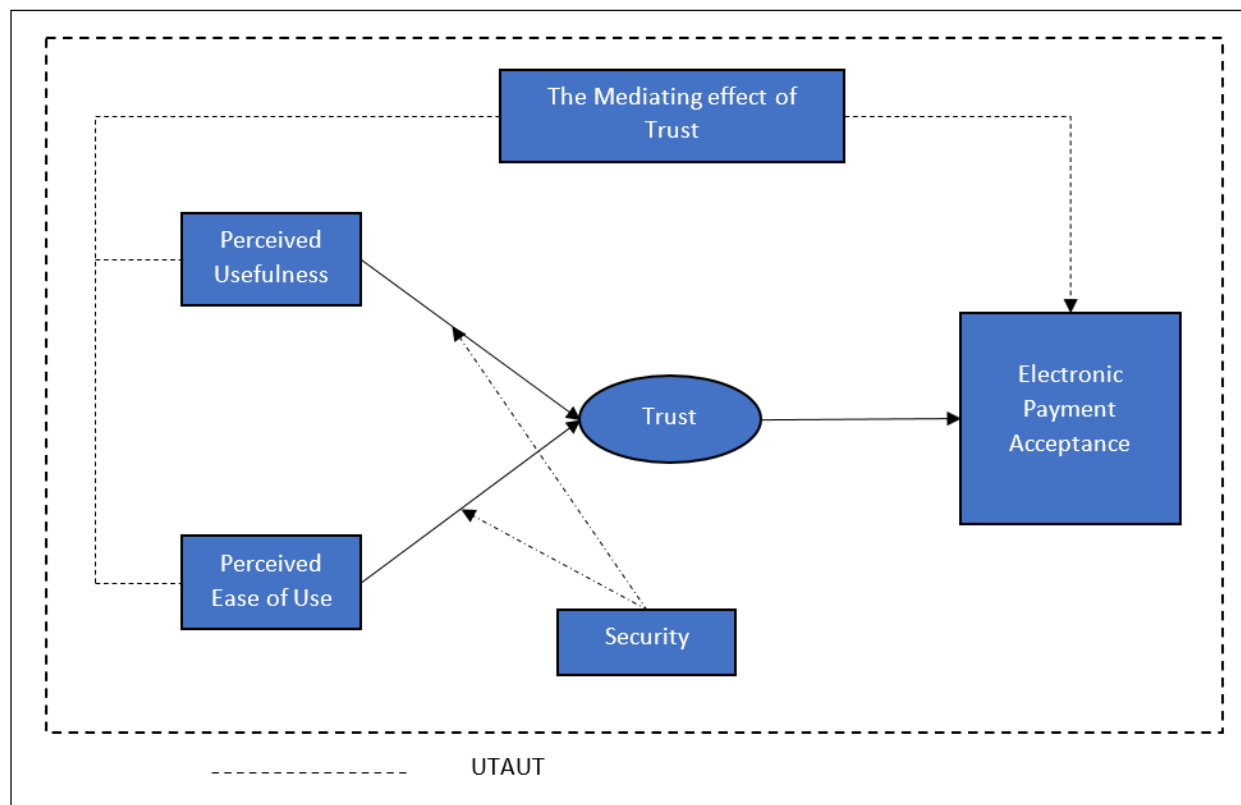 The Mediating effect of
Trust
Perceived
Usefulness
Trust
Electronic
Payment
Acceptance
Perceived
Ease of Use
Security
UTAUT